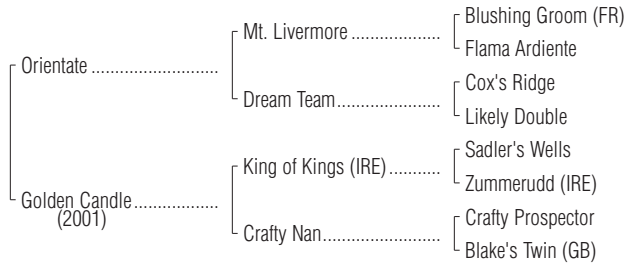 Blushing Groom (FR)
Mt. Livermore ....................
Flama Ardiente
Orientate ............................
Cox's Ridge
Dream Team.......................
Likely Double
Sadler's Wells
King of Kings (IRE)............
Zummerudd (IRE)
Golden Candle..................
(2001)
Crafty Prospector
Crafty Nan..........................
Blake's Twin (GB)